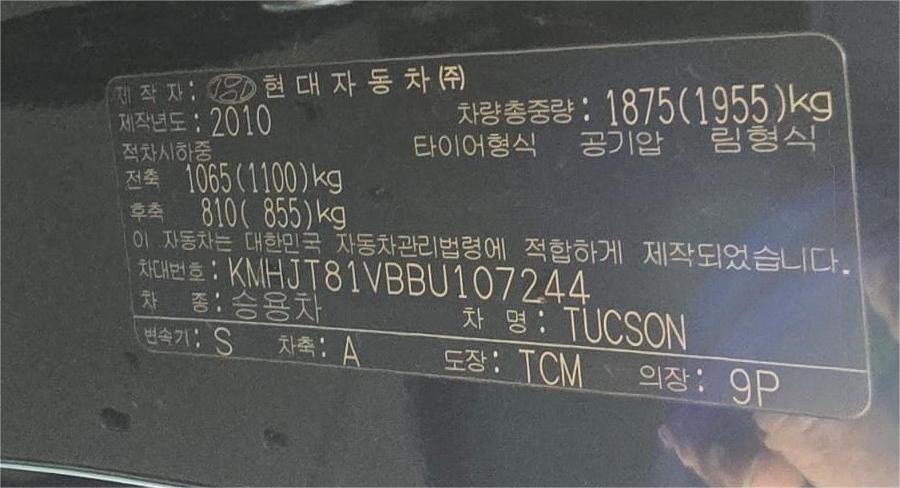 제작자: 현대자동차㈜
제작년도: 2010 차량총중량: 1875(1955)kg
적차시하중 타이어형식 공기압 림형식
전축 1065(1100)kg
후축 810( 855)kg
이 자동차는 대한민국 자동차관리법령에 적합하게 제작되었습니다.
차대번호: KMHJT81VBBU107244
차 종: 승용차 차 명: TUCSON
변속기: S 차축: A 도장: TCM 의장: 9P